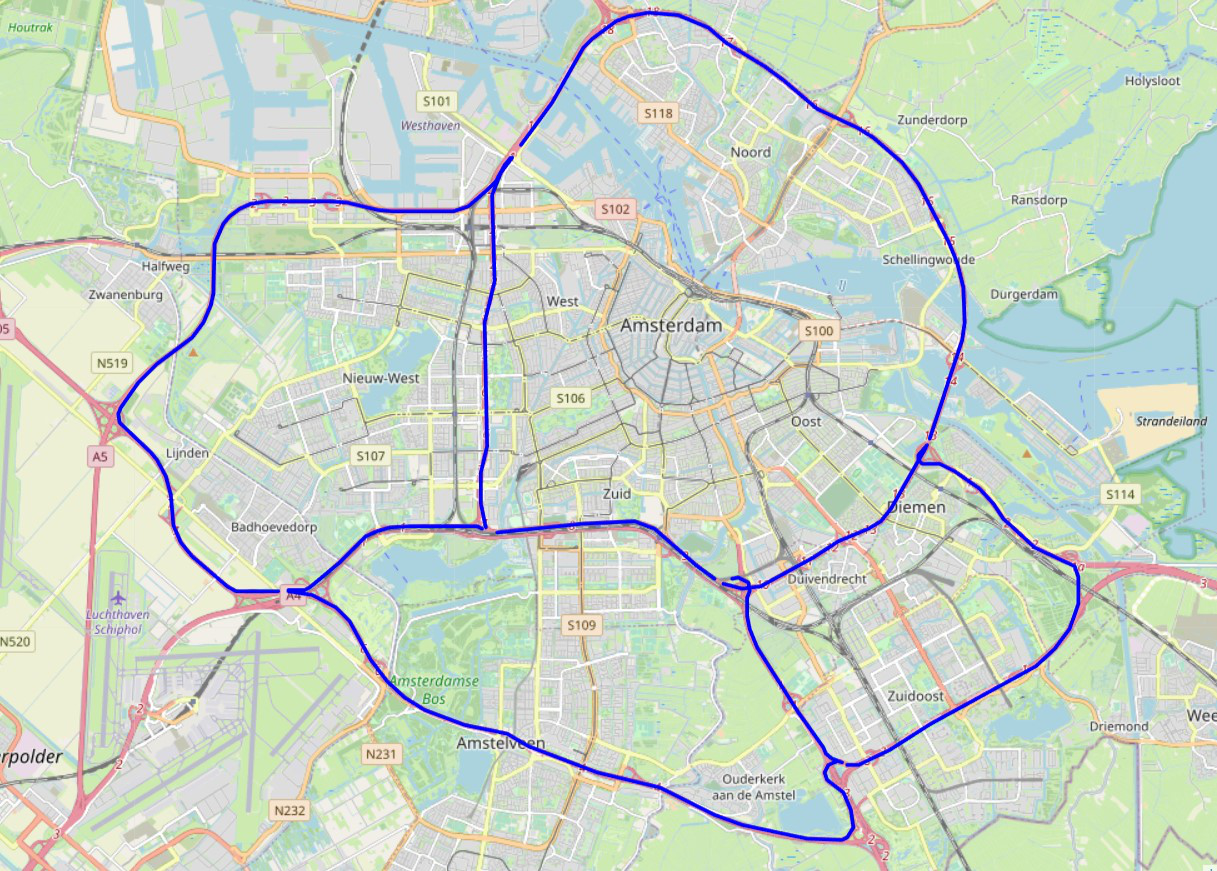 Houtrak
S101
Westhaven
S118
Holysloot
Zunderdorp
Noord
Ransdorp
S102
Schellingwoude
Halfweg
Zwanenburg
Durgerdam
West
Amsterdam
S100
N519
Nieuw-West
S106
Oost
Strandeiland
A5
Lijnden
S107
Zuid
S114
Diemen
Badhoevedorp
Duivendrecht
A4
Luchthaven
Schiphol
N520
S109
Amsterdamse
Bos
Zuidoost
Driemond
Wee
Amstelveen
N231
erpolder
Ouderkerk
aan de Amstel
N232